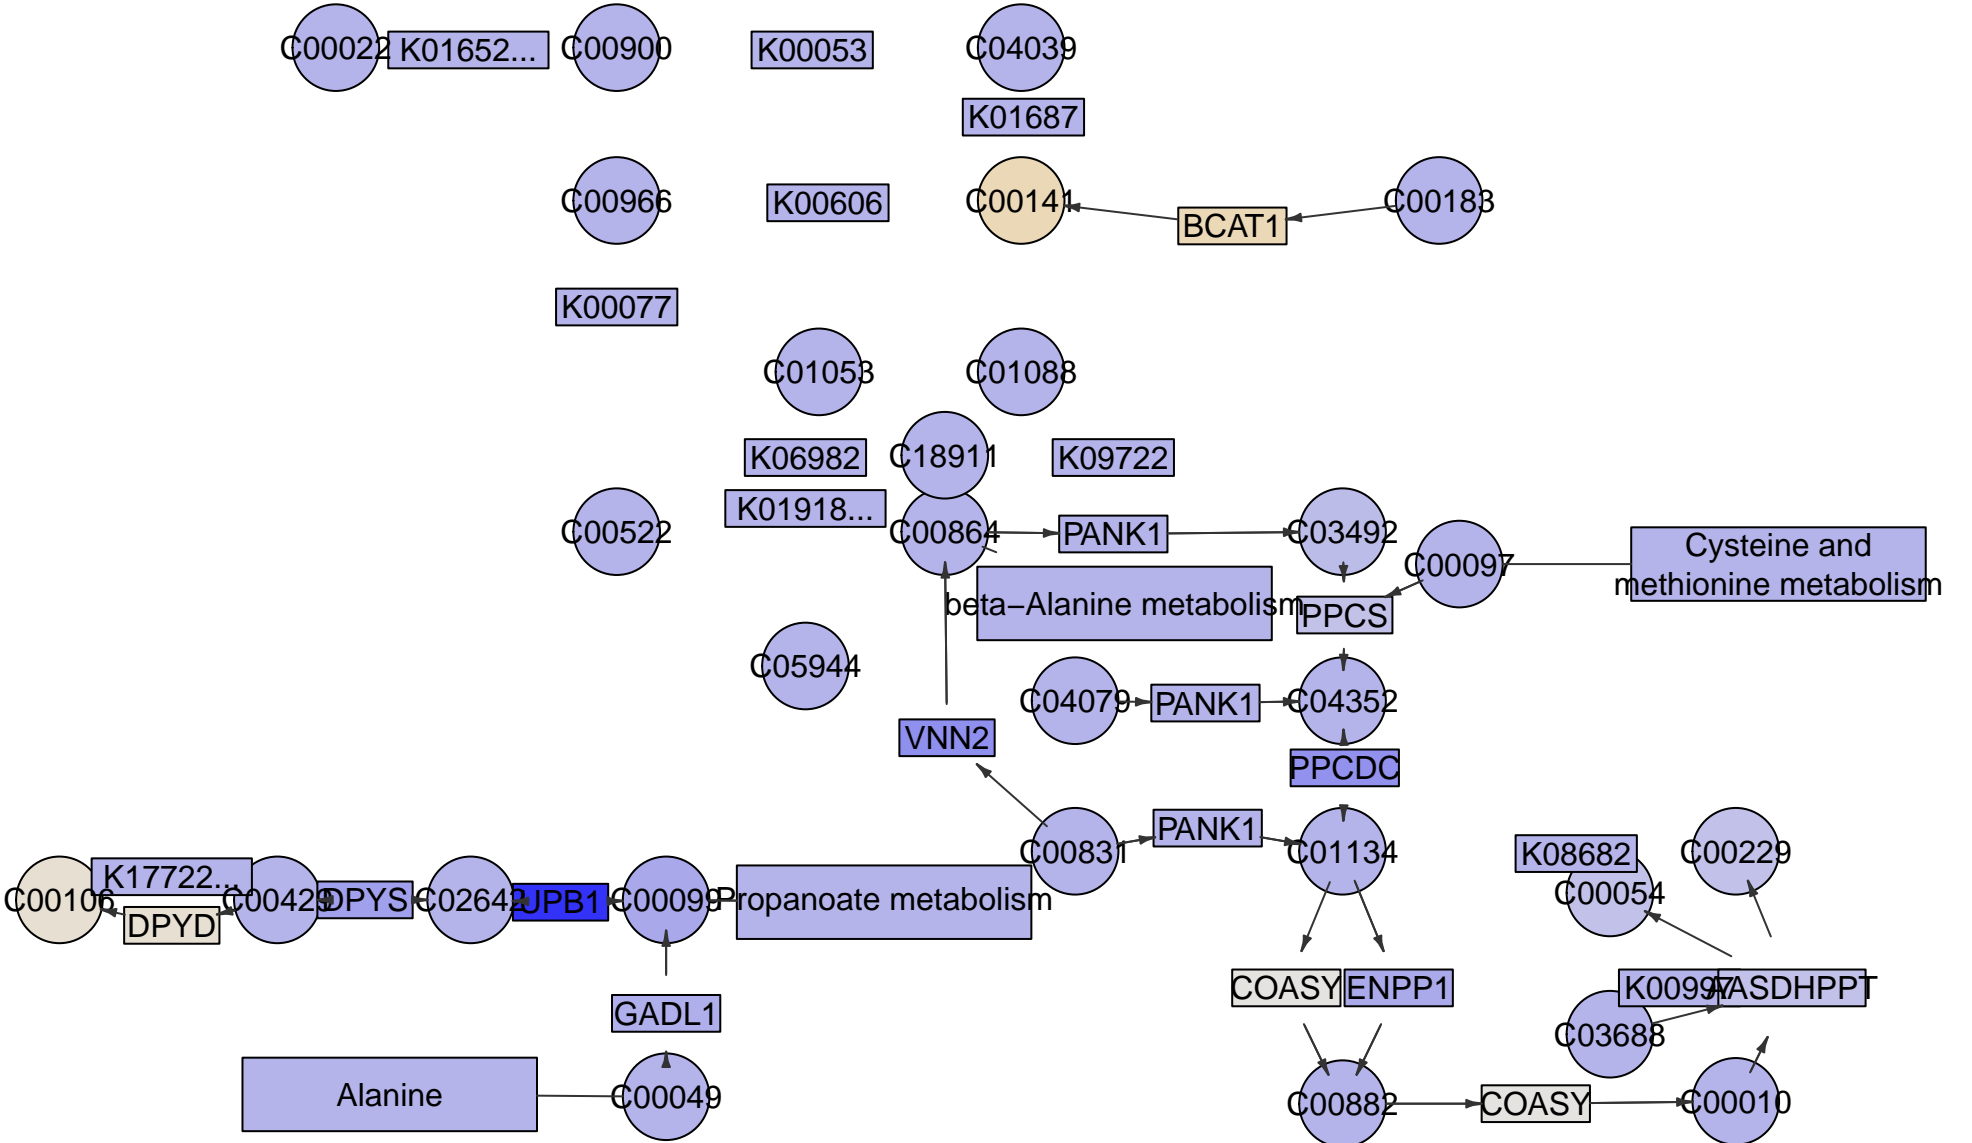 C00022
K01652...
C00900
K00053
C04039
K01687
C00966
K00606
C00141
BCAT1
C00183
K00077
C01053
C01088
K06982
C18911
K09722
K01918...
C00522
C00864
PANK1
C03492
C00097
Cysteine and
methionine metabolism
beta−Alanine metabolism
PPCS
C05944
C04079
PANK1
C04352
VNN2
PPCDC
C00831
PANK1
C01134
K08682
C00229
C00054
C00106
K17722...
DPYD
C00429
DPYS
C02642
UPB1
C00099
Propanoate metabolism
COASY
ENPP1
K00997
AASDHPPT
GADL1
C03688
Alanine
C00049
C00882
COASY
C00010